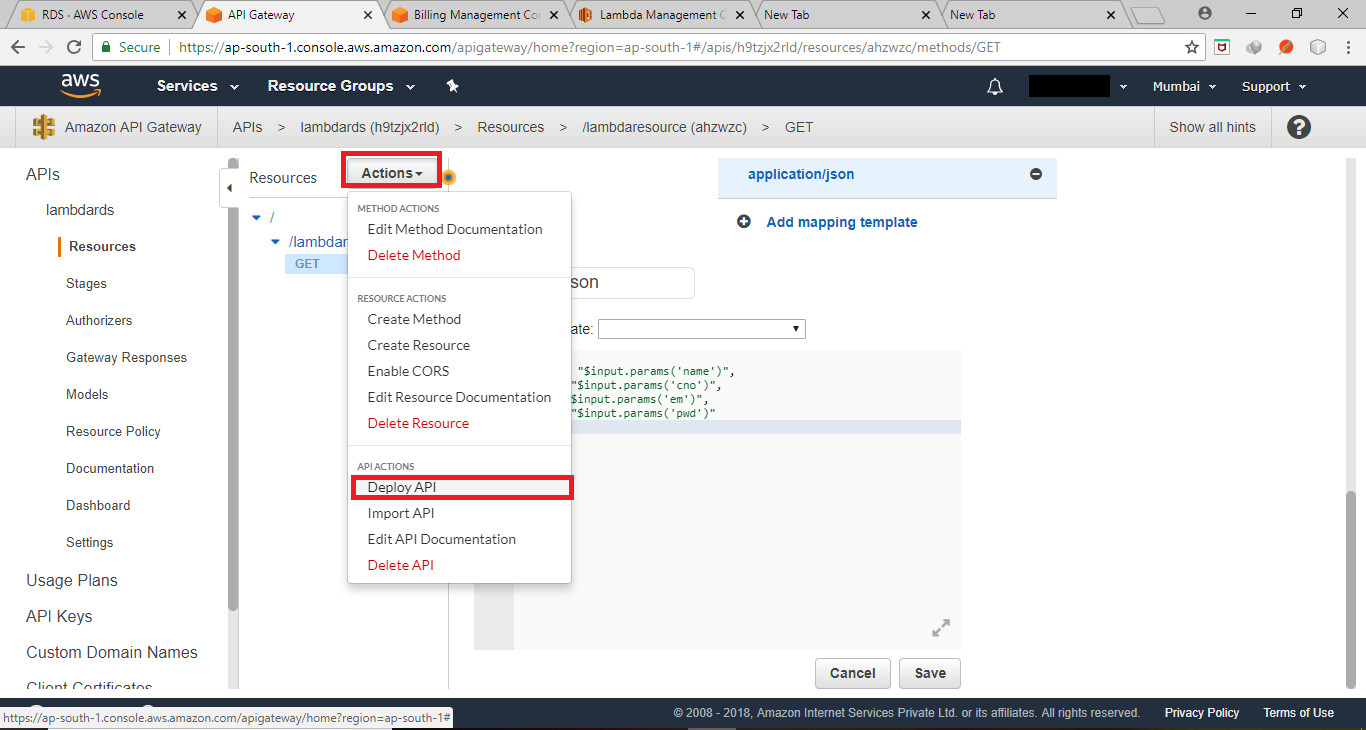 RDS · AWS Console
API Gateway
Billing Management Co
Lambda Management C
New Tab
New Tab
Secure
https://ap-south-1.console.aws.amazon.com/apigateway/home?region=ap-south-1#/apis/h9tzjx2rld/resources/ahzwzc/methods/GET
aws
Services
Resource Groups
Mumbai
Support
Amazon API Gateway
APIs > lambdards (h9tzjx2rld) > Resources > /lambdaresource (ahzwzc) > GET
Show all hints
?
APIs
lambdards
Resources
Stages
Authorizers
Gateway Responses
Models
Resource Policy
Documentation
Dashboard
Settings
Usage Plans
API Keys
Custom Domain Names
Client Certificates
Resources
Actions
/
/lambdar
GET
METHOD ACTIONS
Edit Method Documentation
Delete Method
RESOURCE ACTIONS
Create Method
Create Resource
Enable CORS
Edit Resource Documentation
Delete Resource
API ACTIONS
Deploy API
Import API
Edit API Documentation
Delete API
application/json
Add mapping template
son
ate:
"$input.params('name')",
"$input.params('cno')",
$input.params('em')",
"$input.params('pwd')"
Cancel
Save
https://ap-south-1.console.aws.amazon.com/apigateway/home?region=ap-south-1#
© 2008 - 2018, Amazon Internet Services Private Ltd. or its affiliates. All rights reserved.
Privacy Policy
Terms of Use